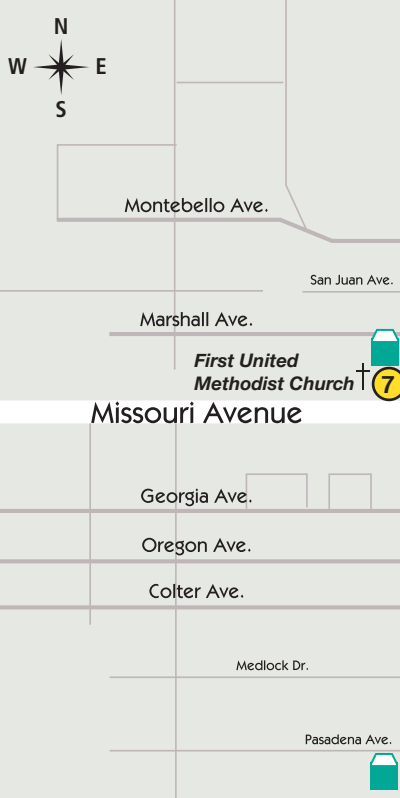 N
W E
S
Montebello Ave.
San Juan Ave.
Marshall Ave.
First United
Methodist Church
7
Missouri Avenue
Georgia Ave.
Oregon Ave.
Colter Ave.
Medlock Dr.
Pasadena Ave.